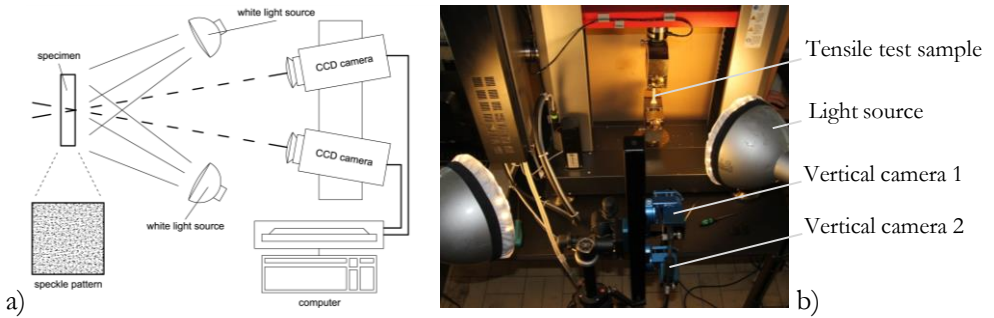 white light source
specimen
CCD camera
CCD camera
white light source
speckle pattern
computer
a)
Tensile test sample
Light source
Vertical camera 1
Vertical camera 2
b)